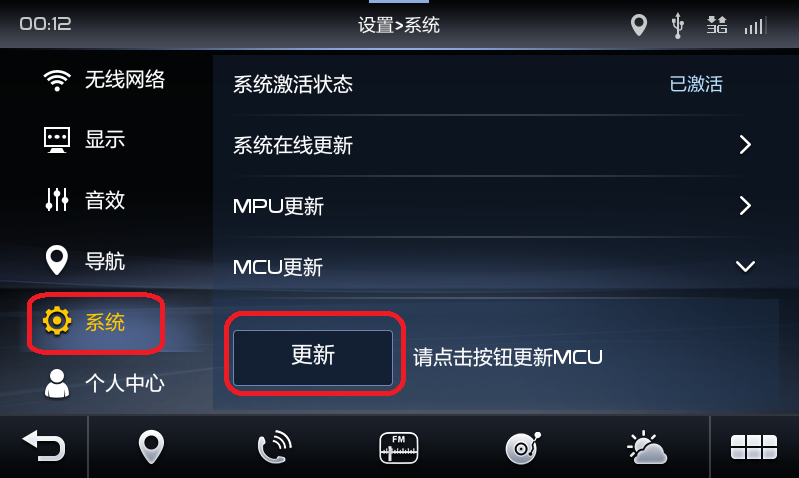 00:12
设置>系统
3G
无线网络
显示
音效
导航
系统
个人中心
系统激活状态
已激活
系统在线更新
MPU更新
MCU更新
更新
请点击按钮更新MCU
FM